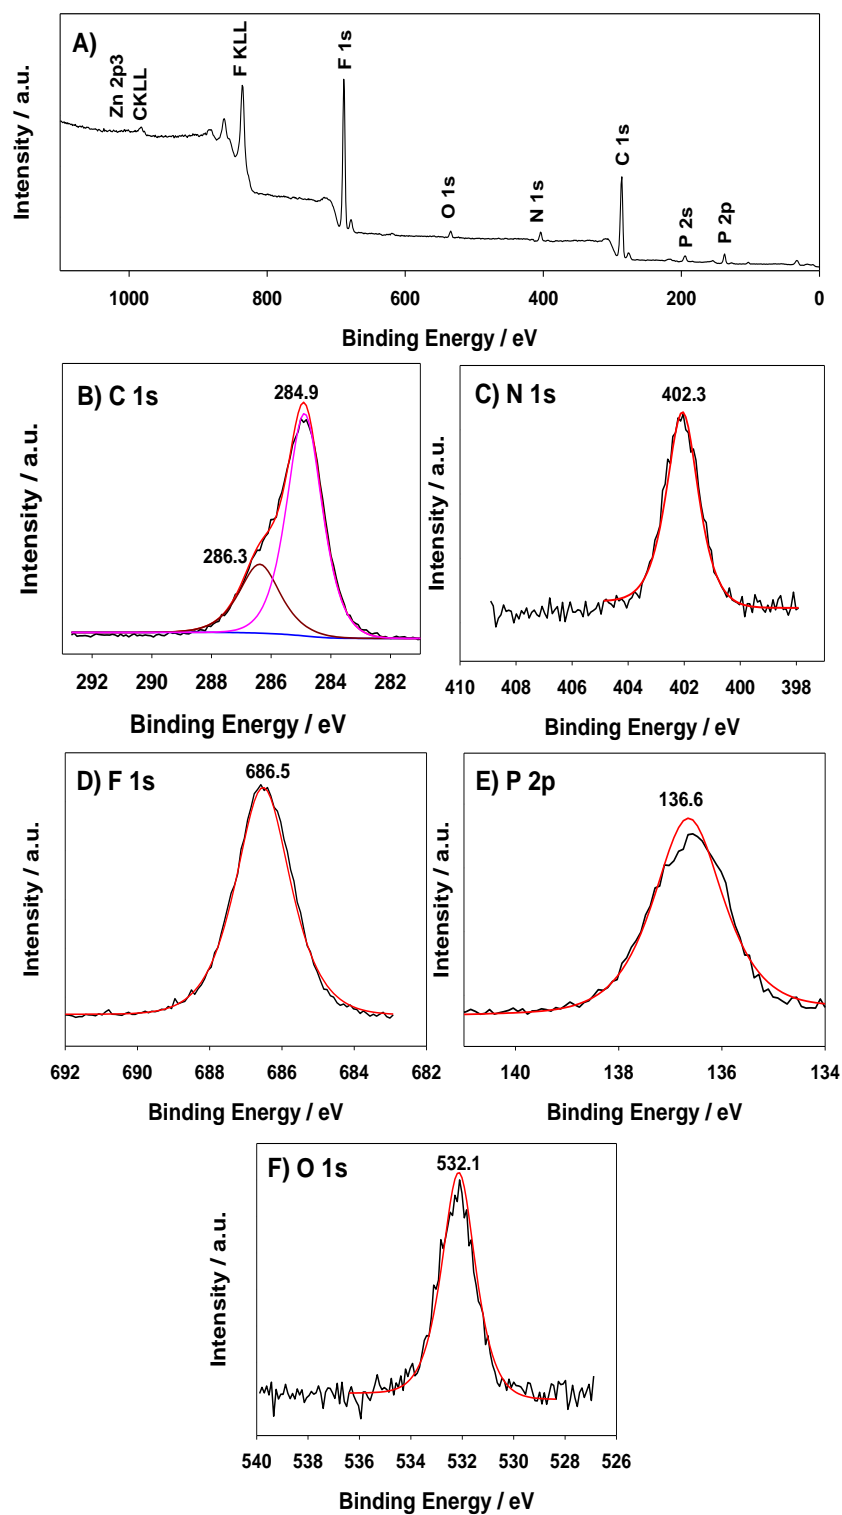 A)
Zn 2p3
CKLL
F KLL
F 1s
O 1s
N 1s
C 1s
P 2s
P 2p
Intensity / a.u.
1000 800 600 400 200 0
Binding Energy / eV
B) C 1s
284.9
286.3
Intensity / a.u.
292 290 288 286 284 282
Binding Energy / eV
C) N 1s
402.3
Intensity / a.u.
410 408 406 404 402 400 398
Binding Energy / eV
D) F 1s
686.5
Intensity / a.u.
692 690 688 686 684 682
Binding Energy / eV
E) P 2p
136.6
Intensity / a.u.
140 138 136 134
Binding Energy / eV
F) O 1s
532.1
Intensity / a.u.
540 538 536 534 532 530 528 526
Binding Energy / eV